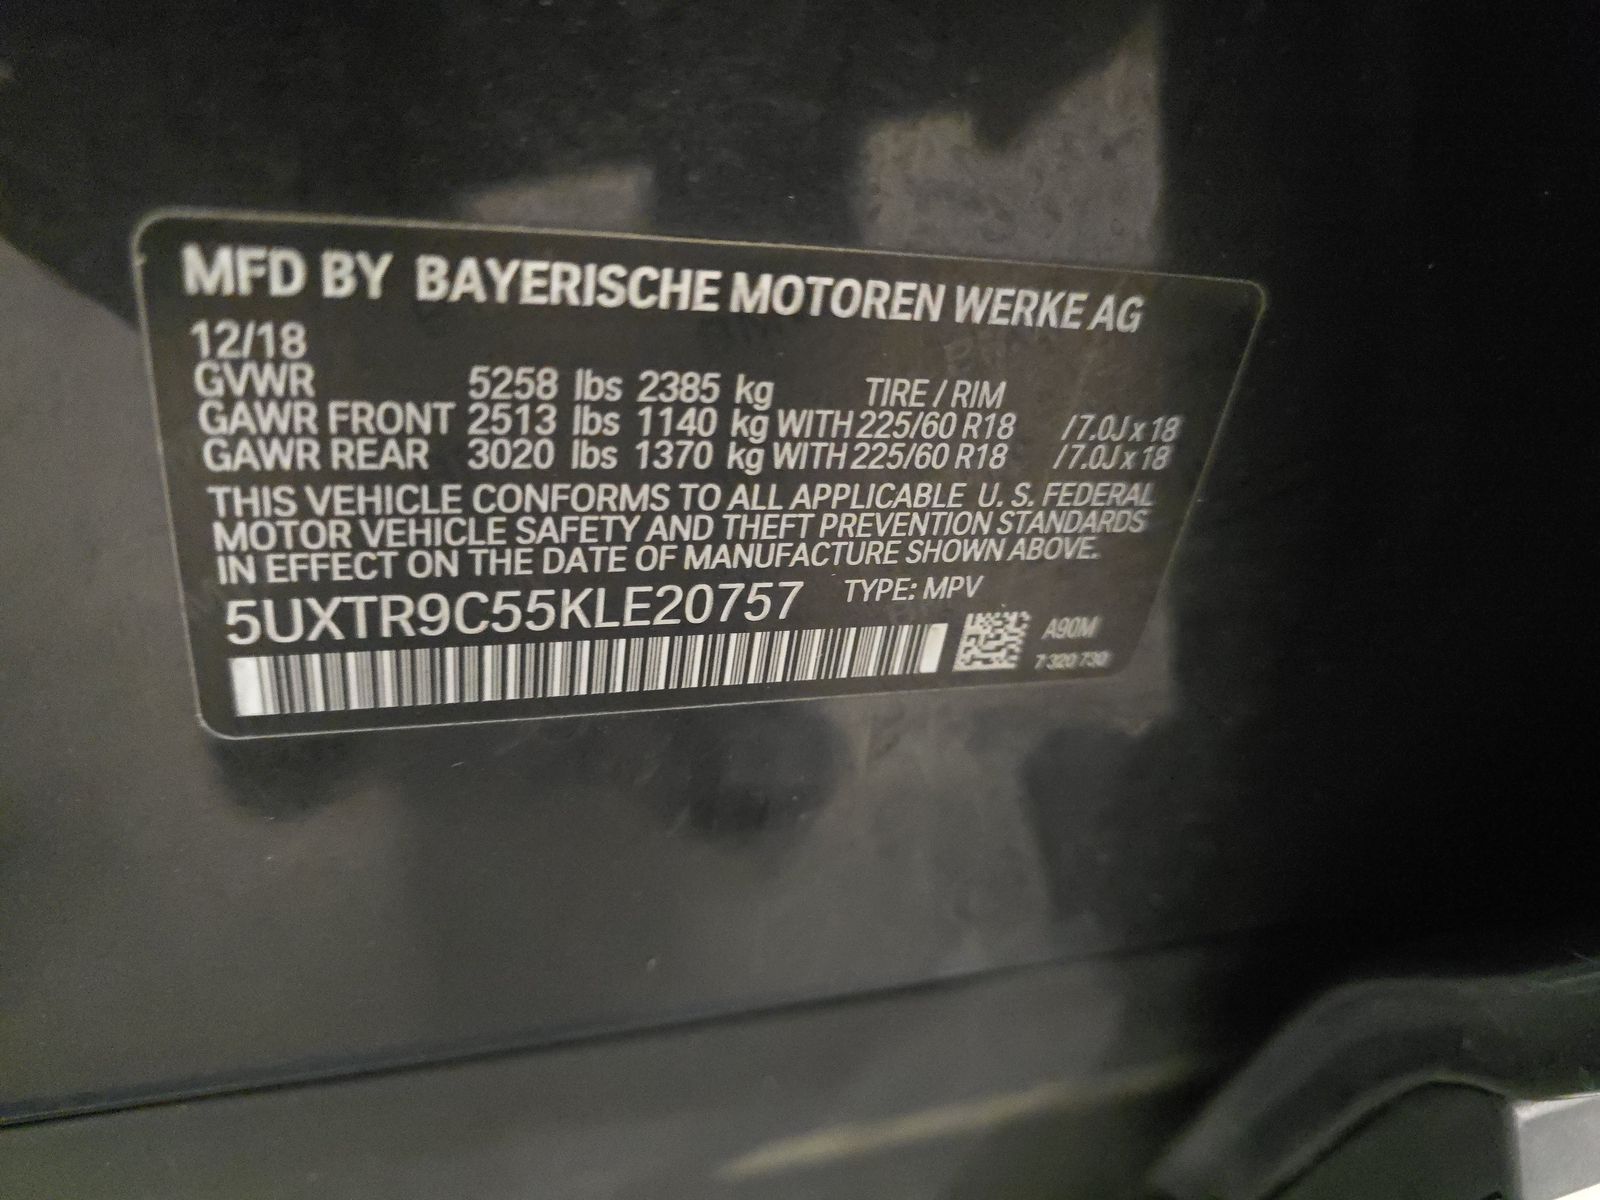 MFD BY BAYERISCHE MOTOREN WERKE AG
12/18
GVWR 5258 lbs 2385 kg TIRE / RIM
GAWR FRONT 2513 lbs 1140 kg WITH 225/60 R18 / 7.0J x 18
GAWR REAR 3020 lbs 1370 kg WITH 225/60 R18 / 7.0J x 18
THIS VEHICLE CONFORMS TO ALL APPLICABLE U. S. FEDERAL
MOTOR VEHICLE SAFETY AND THEFT PREVENTION STANDARDS
IN EFFECT ON THE DATE OF MANUFACTURE SHOWN ABOVE.
5UXTR9C55KLE20757 TYPE: MPV
A90M
7 320 730